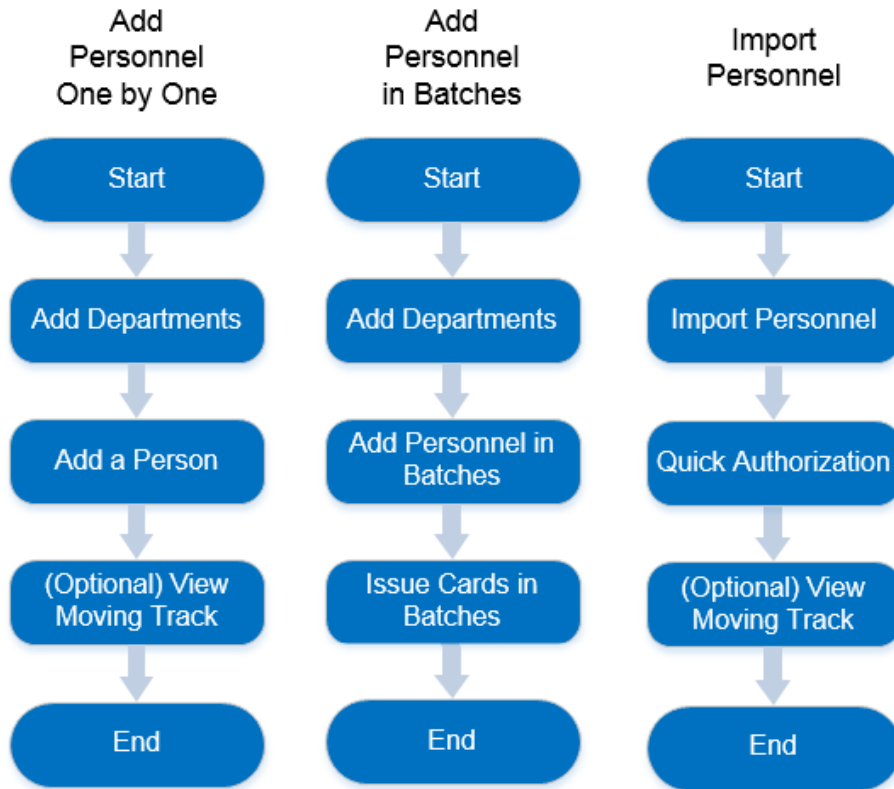 Add
Personnel
One by One
Start
Add Departments
Add a Person
(Optional) View
Moving Track
End
Add
Personnel
in Batches
Start
Add Departments
Add Personnel in
Batches
Issue Cards in
Batches
End
Import
Personnel
Start
Import Personnel
Quick Authorization
(Optional) View
Moving Track
End